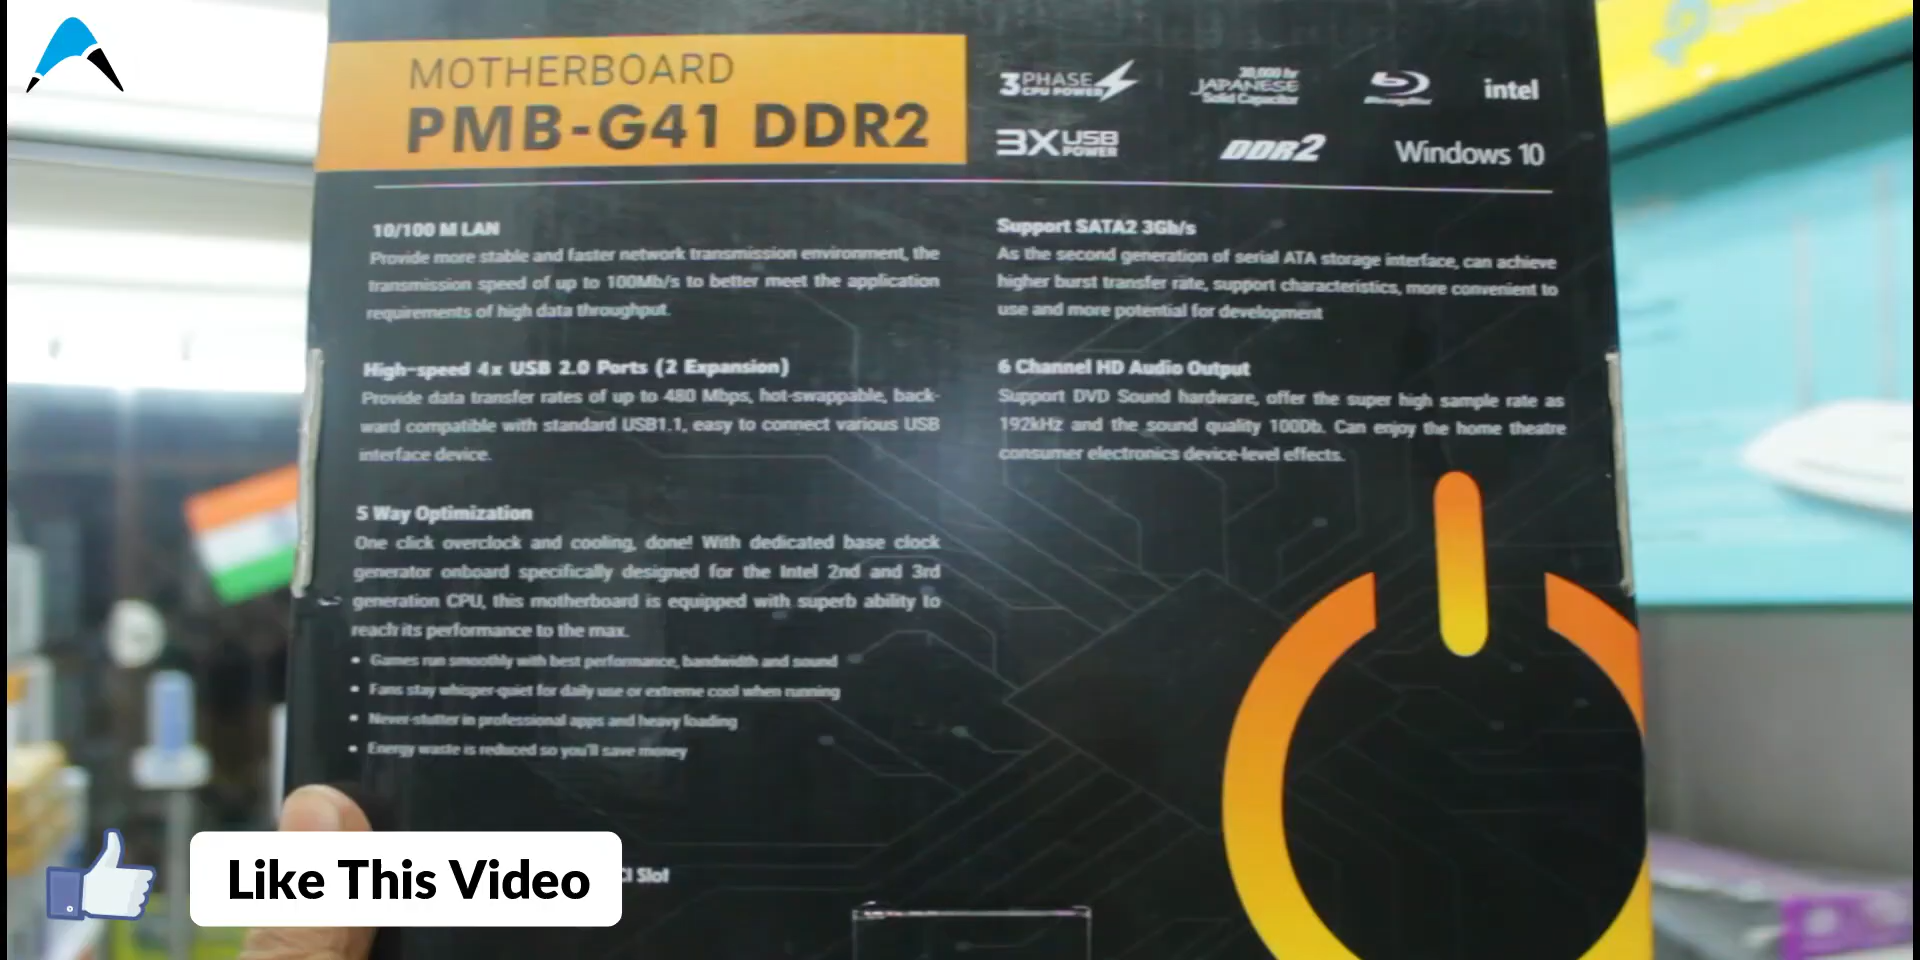 MOTHERBOARD
PMB-G41 DDR2
3 PHASE CPU POWER
30,000 hr
JAPANESE
Solid Capacitor
Blu-ray Disc
intel
3X USB POWER
DDR2
Windows 10
10/100 M LAN
Provide more stable and faster network transmission environment, the
transmission speed of up to 100Mb/s to better meet the application
requirements of high data throughput.
High-speed 4x USB 2.0 Ports (2 Expansion)
Provide data transfer rates of up to 480 Mbps, hot-swappable, back-
ward compatible with standard USB1.1, easy to connect various USB
interface device.
5 Way Optimization
One click overclock and cooling, done! With dedicated base clock
generator onboard specifically designed for the Intel 2nd and 3rd
generation CPU, this motherboard is equipped with superb ability to
reach its performance to the max.
• Games run smoothly with best performance, bandwidth and sound
• Fans stay whisper-quiet for daily use or extreme cool when running
• Never-stutter in professional apps and heavy loading
• Energy waste is reduced so you'll save money
Support SATA2 3Gb/s
As the second generation of serial ATA storage interface, can achieve
higher burst transfer rate, support characteristics, more convenient to
use and more potential for development
6 Channel HD Audio Output
Support DVD Sound hardware, offer the super high sample rate as
192kHz and the sound quality 100Db. Can enjoy the home theatre
consumer electronics device-level effects.
Slot
Like This Video